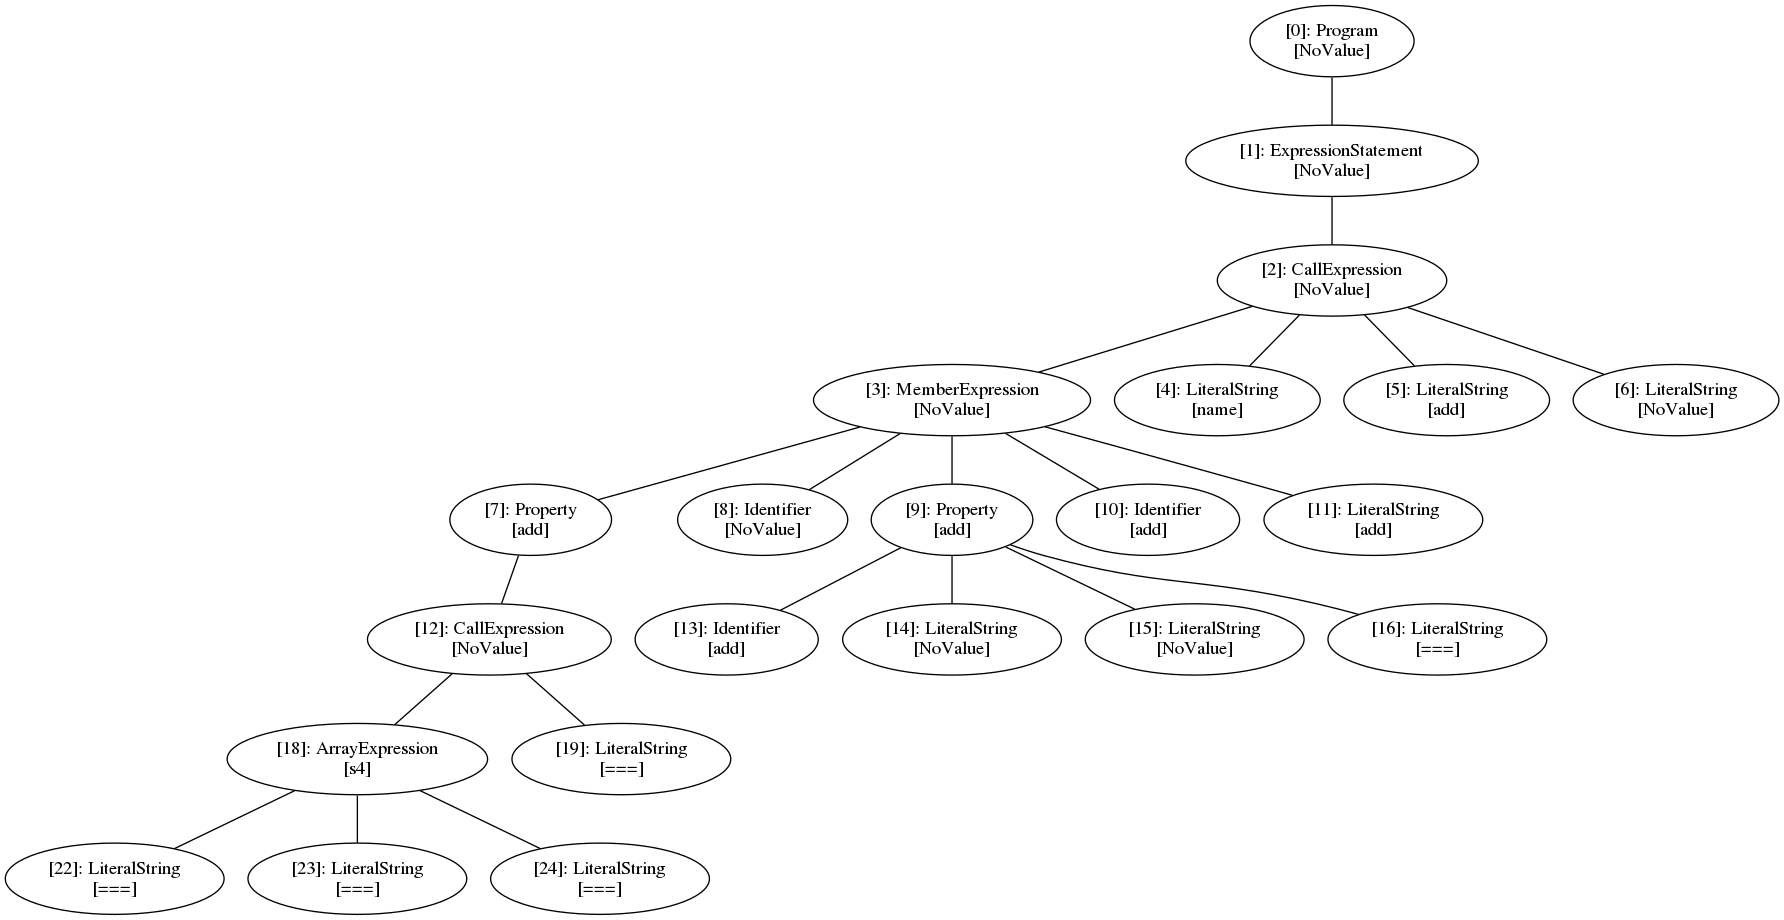 [0]: Program
[NoValue]
[1]: ExpressionStatement
[NoValue]
[2]: CallExpression
[NoValue]
[3]: MemberExpression
[NoValue]
[4]: LiteralString
[name]
[5]: LiteralString
[add]
[6]: LiteralString
[NoValue]
[7]: Property
[add]
[8]: Identifier
[NoValue]
[9]: Property
[add]
[10]: Identifier
[add]
[11]: LiteralString
[add]
[12]: CallExpression
[NoValue]
[13]: Identifier
[add]
[14]: LiteralString
[NoValue]
[15]: LiteralString
[NoValue]
[16]: LiteralString
[===]
[18]: ArrayExpression
[s4]
[19]: LiteralString
[===]
[22]: LiteralString
[===]
[23]: LiteralString
[===]
[24]: LiteralString
[===]